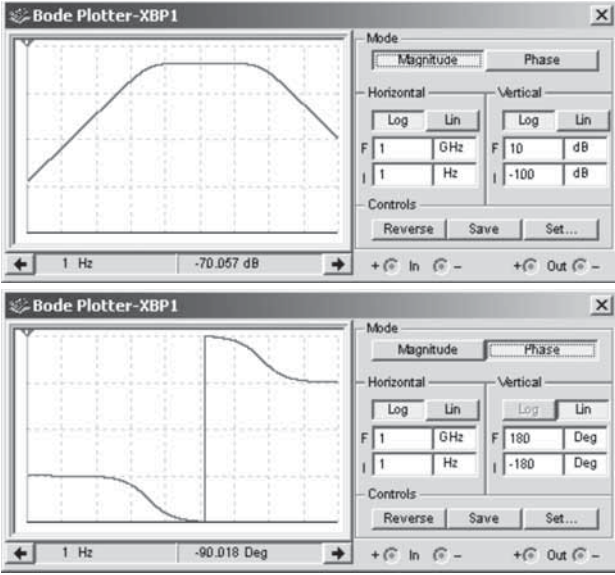 Bode Plotter-XBP1
Mode
Magnitude Phase
Horizontal Vertical
Log Lin Log Lin
F 1 GHz F 10 dB
I 1 Hz I -100 dB
Controls
Reverse Save Set...
1 Hz -70.057 dB
+ In - + Out -
Bode Plotter-XBP1
Mode
Magnitude Phase
Horizontal Vertical
Log Lin Log Lin
F 1 GHz F 180 Deg
I 1 Hz I -180 Deg
Controls
Reverse Save Set...
1 Hz -90.018 Deg
+ In - + Out -